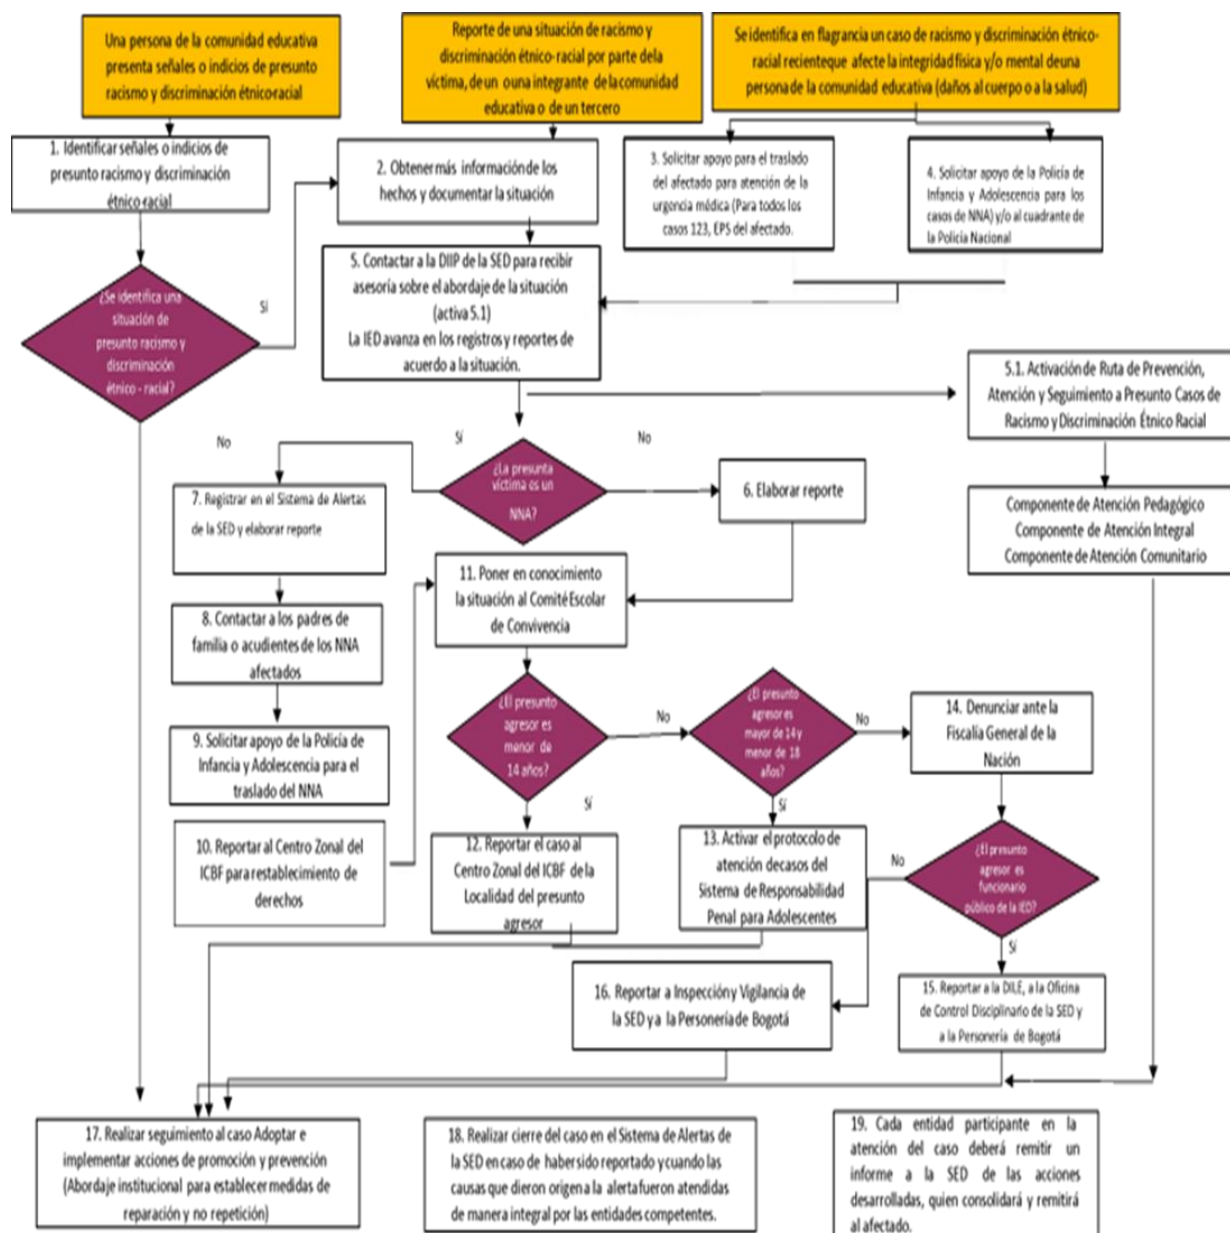 Una persona de la comunidad educativa
presenta señales o indicios de presunto
racismo y discriminación étnico-racial
Reporte de una situación de racismo y
discriminación étnico-racial por parte dela
víctima, de un o una integrante de la comunidad
educativa o de un tercero
Se identifica en flagrancia un caso de racismo y discriminación étnico-
racial reciente que afecte la integridad física y/o mental de una
persona de la comunidad educativa (daños al cuerpo o a la salud)
1. Identificar señales o indicios de
presunto racismo y discriminación
étnico-racial
2. Obtener más información de los
hechos y documentar la situación
3. Solicitar apoyo para el traslado
del afectado para atención de la
urgencia médica (Para todos los
casos 123, EPS del afectado.
4. Solicitar apoyo de la Policía de
Infancia y Adolescencia para los
casos de NNA) y/o al cuadrante de
la Policía Nacional
¿Se identifica una
situación de
presunto racismo y
discriminación
étnico - racial?
Sí
5. Contactar a la DIIP de la SED para recibir
asesoría sobre el abordaje de la situación
(activa 5.1)
La IED avanza en los registros y reportes de
acuerdo a la situación.
5.1. Activación de Ruta de Prevención,
Atención y Seguimiento a Presunto Casos de
Racismo y Discriminación Étnico Racial
No
Sí
No
¿La presunta
víctima es un
NNA?
6. Elaborar reporte
7. Registrar en el Sistema de Alertas
de la SED y elaborar reporte
Componente de Atención Pedagógico
Componente de Atención Integral
Componente de Atención Comunitario
11. Poner en conocimiento
la situación al Comité Escolar
de Convivencia
8. Contactar a los padres de
familia o acudientes de los NNA
afectados
¿El presunto
agresor es
menor de
14 años?
No
¿El presunto
agresor es
mayor de 14 y
menor de 18
años?
No
14. Denunciar ante la
Fiscalía General de la
Nación
9. Solicitar apoyo de la Policía de
Infancia y Adolescencia para el
traslado del NNA
Sí
Sí
10. Reportar al Centro Zonal del
ICBF para restablecimiento de
derechos
12. Reportar el caso al
Centro Zonal del ICBF de la
Localidad del presunto
agresor
13. Activar el protocolo de
atención de casos del
Sistema de Responsabilidad
Penal para Adolescentes
No
¿El presunto
agresor es
funcionario
público de la IED?
Sí
16. Reportar a Inspección y Vigilancia de
la SED y a la Personería de Bogotá
15. Reportar a la DILE, a la Oficina
de Control Disciplinario de la SED y
a la Personería de Bogotá
17. Realizar seguimiento al caso Adoptar e
implementar acciones de promoción y prevención
(Abordaje institucional para establecer medidas de
reparación y no repetición)
18. Realizar cierre del caso en el Sistema de Alertas de
la SED en caso de haber sido reportado y cuando las
causas que dieron origen a la alerta fueron atendidas
de manera integral por las entidades competentes.
19. Cada entidad participante en la
atención del caso deberá remitir un
informe a la SED de las acciones
desarrolladas, quien consolidará y remitirá
al afectado.